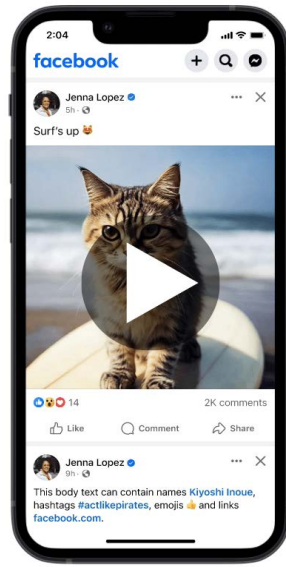 2:04
facebook
Jenna Lopez
5h ·
Surf's up 😻
14
2K comments
Like
Comment
Share
Jenna Lopez
9h ·
This body text can contain names Kiyoshi Inoue,
hashtags #actlikepirates, emojis 👍 and links
facebook.com.